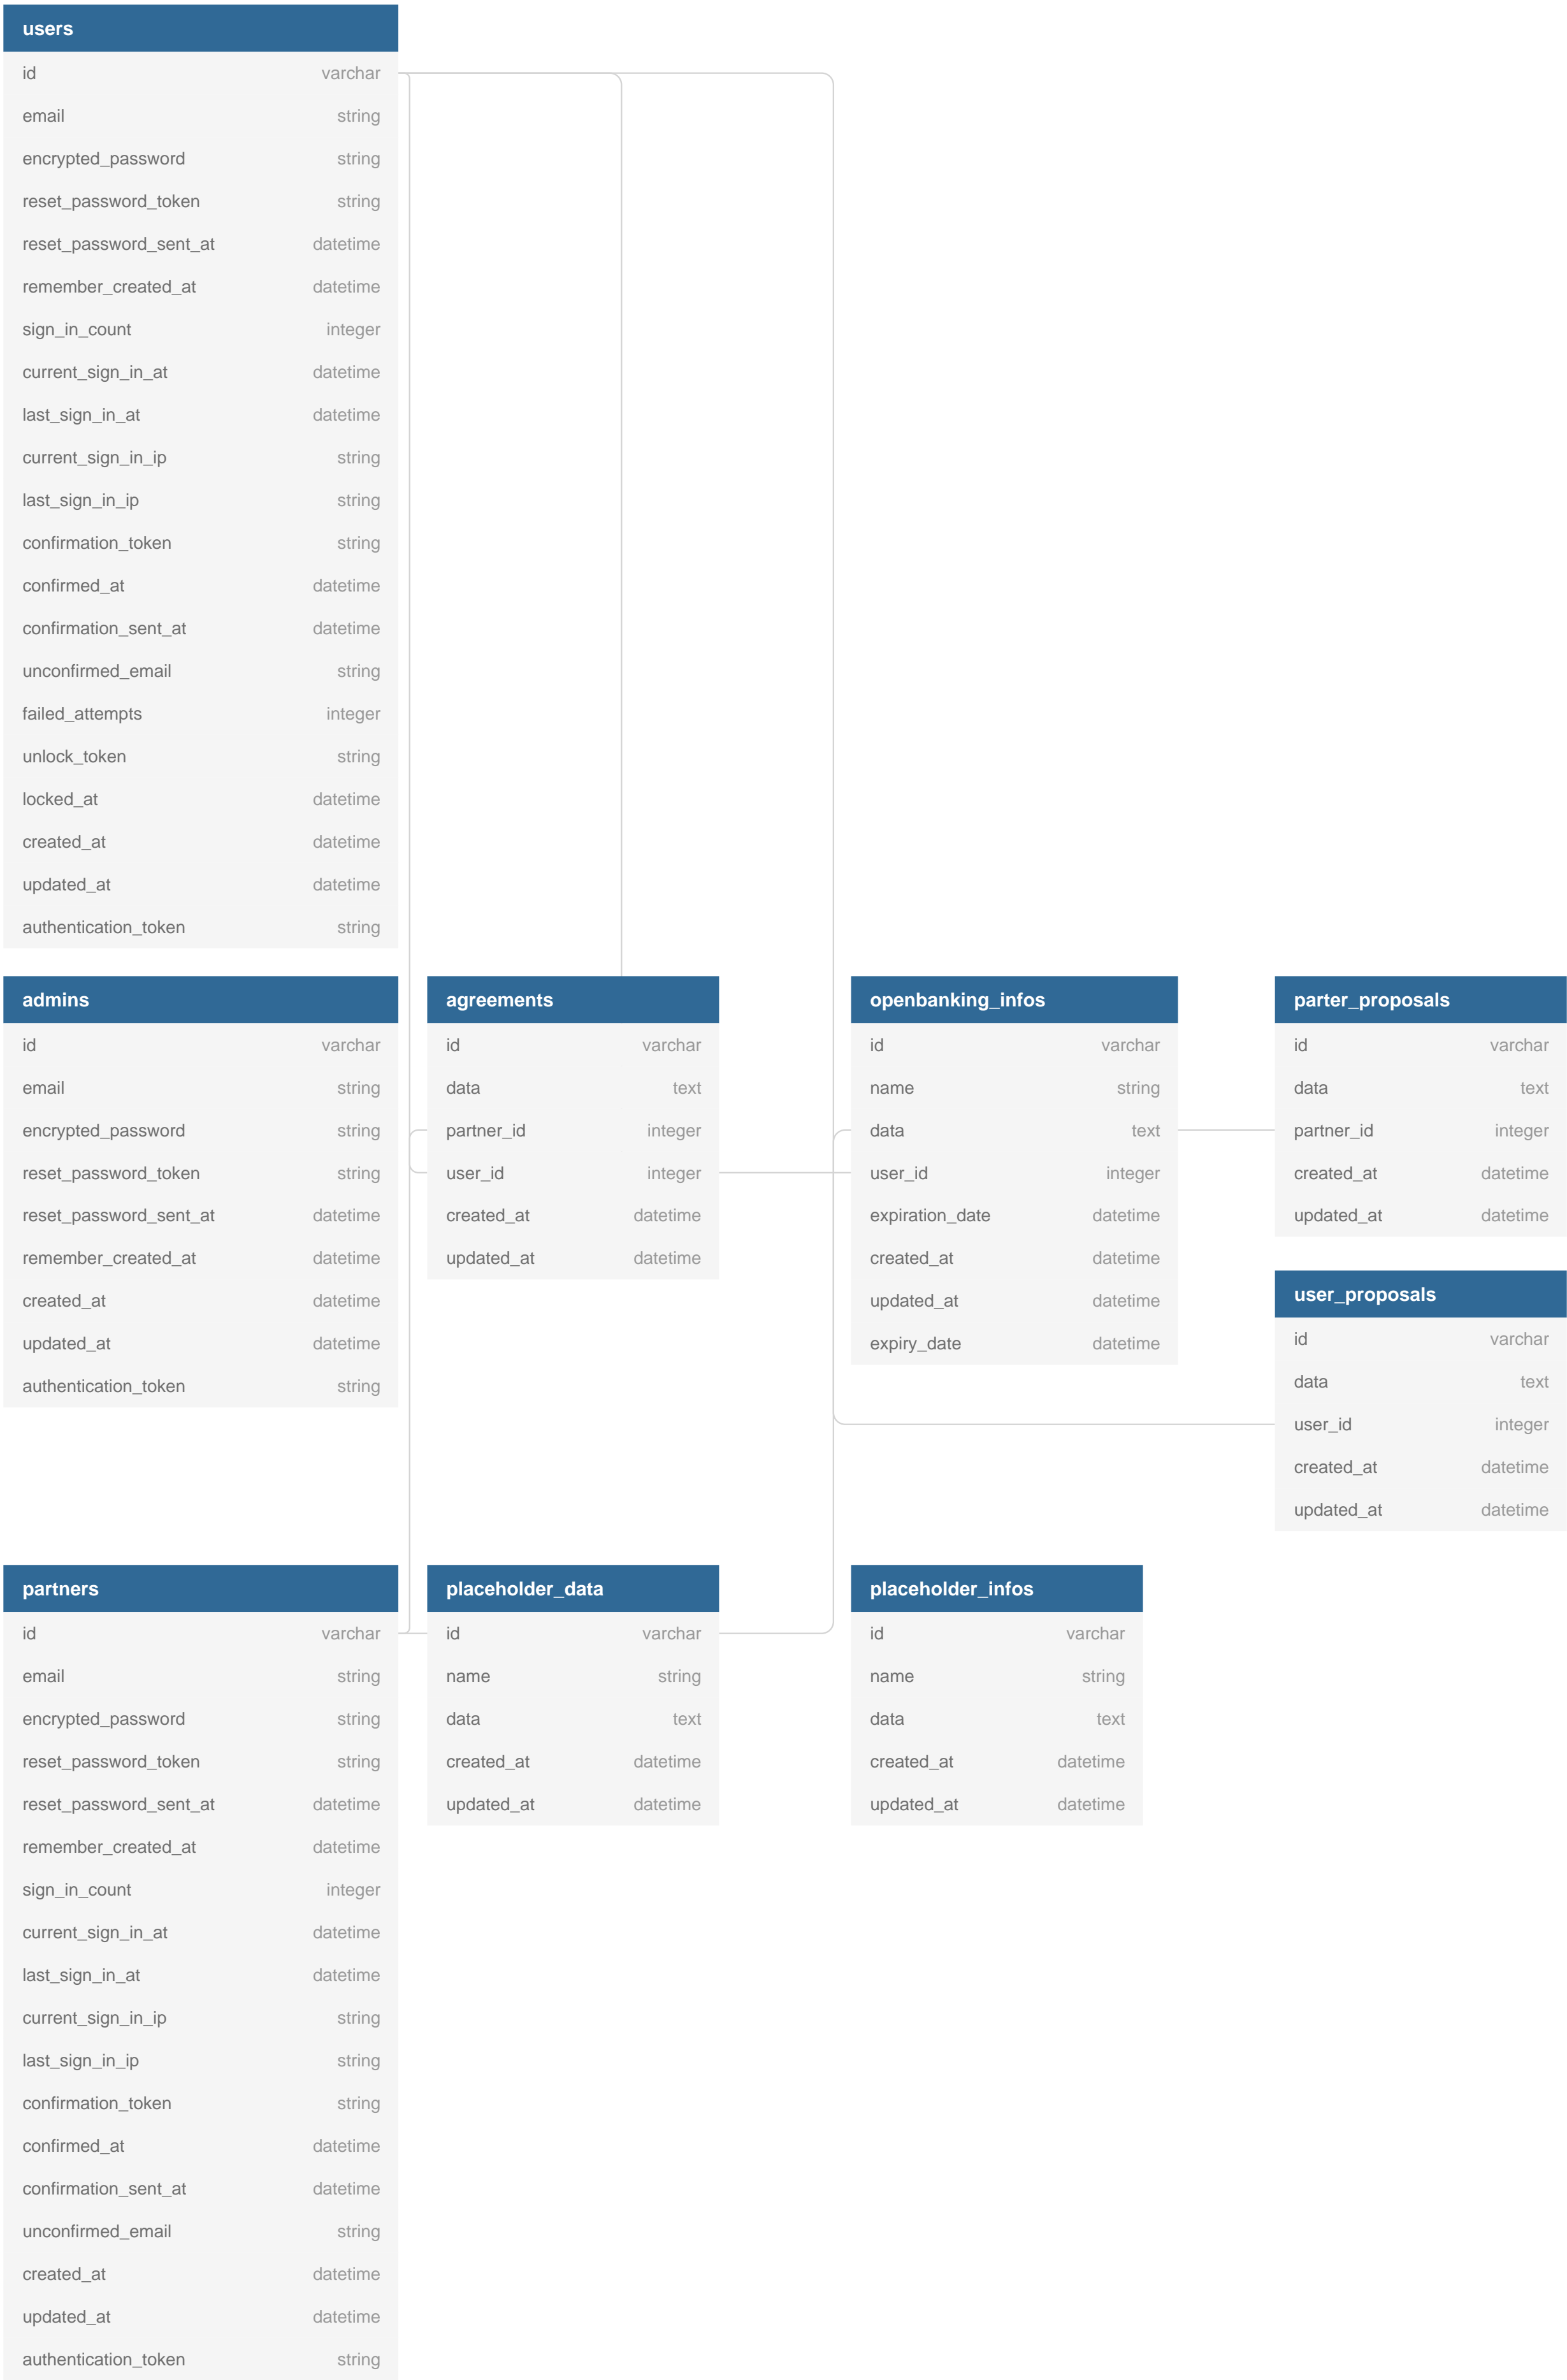 users
id varchar
email string
encrypted_password string
reset_password_token string
reset_password_sent_at datetime
remember_created_at datetime
sign_in_count integer
current_sign_in_at datetime
last_sign_in_at datetime
current_sign_in_ip string
last_sign_in_ip string
confirmation_token string
confirmed_at datetime
confirmation_sent_at datetime
unconfirmed_email string
failed_attempts integer
unlock_token string
locked_at datetime
created_at datetime
updated_at datetime
authentication_token string
admins
id varchar
email string
encrypted_password string
reset_password_token string
reset_password_sent_at datetime
remember_created_at datetime
created_at datetime
updated_at datetime
authentication_token string
agreements
id varchar
data text
partner_id integer
user_id integer
created_at datetime
updated_at datetime
openbanking_infos
id varchar
name string
data text
user_id integer
expiration_date datetime
created_at datetime
updated_at datetime
expiry_date datetime
parter_proposals
id varchar
data text
partner_id integer
created_at datetime
updated_at datetime
user_proposals
id varchar
data text
user_id integer
created_at datetime
updated_at datetime
partners
id varchar
email string
encrypted_password string
reset_password_token string
reset_password_sent_at datetime
remember_created_at datetime
sign_in_count integer
current_sign_in_at datetime
last_sign_in_at datetime
current_sign_in_ip string
last_sign_in_ip string
confirmation_token string
confirmed_at datetime
confirmation_sent_at datetime
unconfirmed_email string
created_at datetime
updated_at datetime
authentication_token string
placeholder_data
id varchar
name string
data text
created_at datetime
updated_at datetime
placeholder_infos
id varchar
name string
data text
created_at datetime
updated_at datetime